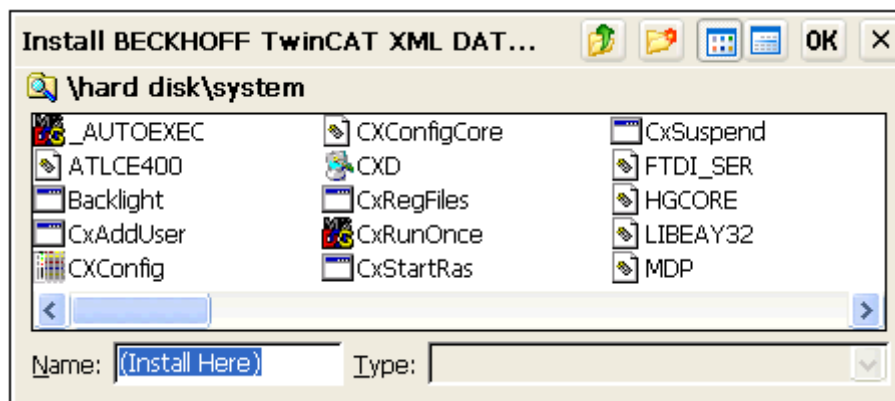 Install BECKHOFF TwinCAT XML DAT... OK
\hard disk\system
_AUTOEXEC CXConfigCore CxSuspend
ATLCE400 CXD FTDI_SER
Backlight CxRegFiles HGCORE
CxAddUser CxRunOnce LIBEAY32
CXConfig CxStartRas MDP
Name: (Install Here) Type: